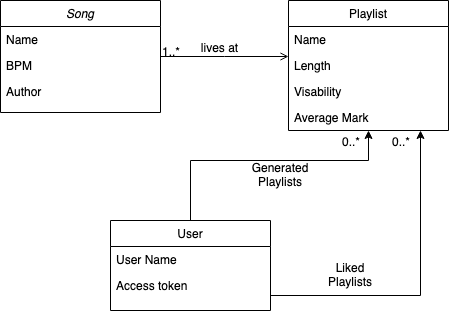 Song
Name
BPM
Author
1..*
lives at
Playlist
Name
Length
Visability
Average Mark
0..*
0..*
Generated
Playlists
User
User Name
Access token
Liked
Playlists